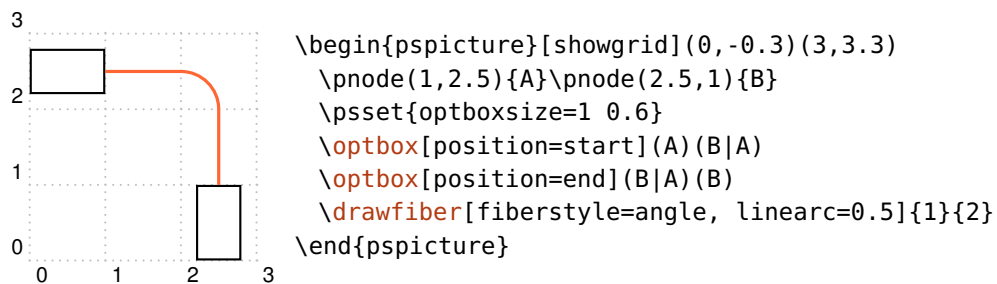 3
2
1
0
0 1 2 3
\begin{pspicture}[showgrid](0,-0.3)(3,3.3)
  \pnode(1,2.5){A}\pnode(2.5,1){B}
  \psset{optboxsize=1 0.6}
  \optbox[position=start](A)(B|A)
  \optbox[position=end](B|A)(B)
  \drawfiber[fiberstyle=angle, linearc=0.5]{1}{2}
\end{pspicture}